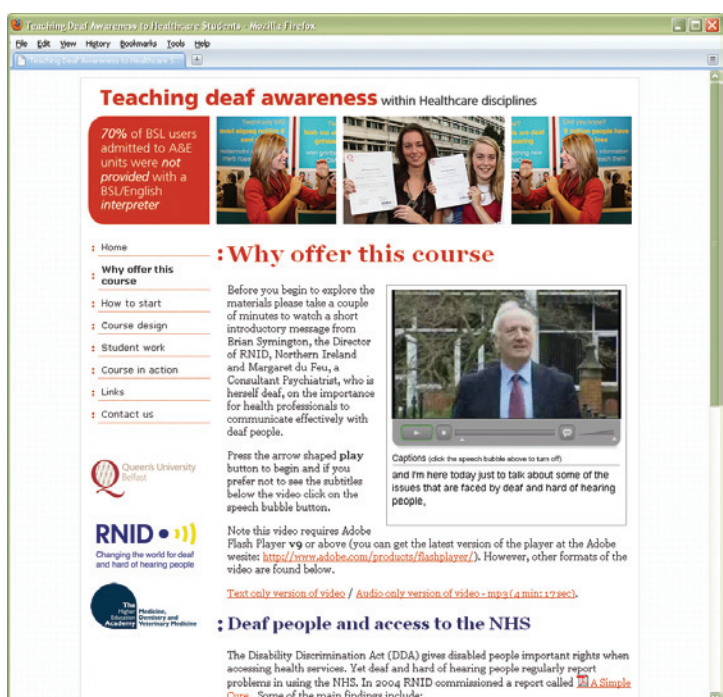 Teaching Deaf Awareness to Healthcare Students - Mozilla Firefox
File Edit View History Bookmarks Tools Help
Teaching Deaf Awareness to Healthcare S...
Teaching deaf awareness within Healthcare disciplines
70% of BSL users
admitted to A&E
units were not
provided with a
BSL/English
interpreter
Home
Why offer this
course
How to start
Course design
Student work
Course in action
Links
Contact us
Queen's University
Belfast
RNID
Changing the world for deaf
and hard of hearing people
The
Higher
Education
Academy
Medicine,
Dentistry and
Veterinary Medicine
Why offer this course
Before you begin to explore the
materials please take a couple
of minutes to watch a short
introductory message from
Brian Symington, the Director
of RNID, Northern Ireland
and Margaret du Feu, a
Consultant Psychiatrist, who is
herself deaf, on the importance
for health professionals to
communicate effectively with
deaf people.
Press the arrow shaped play
button to begin and if you
prefer not to see the subtitles
below the video click on the
speech bubble button.
Captions (click the speech bubble above to turn off)
and I'm here today just to talk about some of the
issues that are faced by deaf and hard of hearing
people,
Note this video requires Adobe
Flash Player v9 or above (you can get the latest version of the player at the Adobe
wesite: http://www.adobe.com/products/flashplayer/). However, other formats of the
video are found below.
Text only version of video / Audio only version of video - mp3 (4 min: 17 sec).
Deaf people and access to the NHS
The Disability Discrimination Act (DDA) gives disabled people important rights when
accessing health services. Yet deaf and hard of hearing people regularly report
problems in using the NHS. In 2004 RNID commissioned a report called A Simple
Cure. Some of the main findings include: